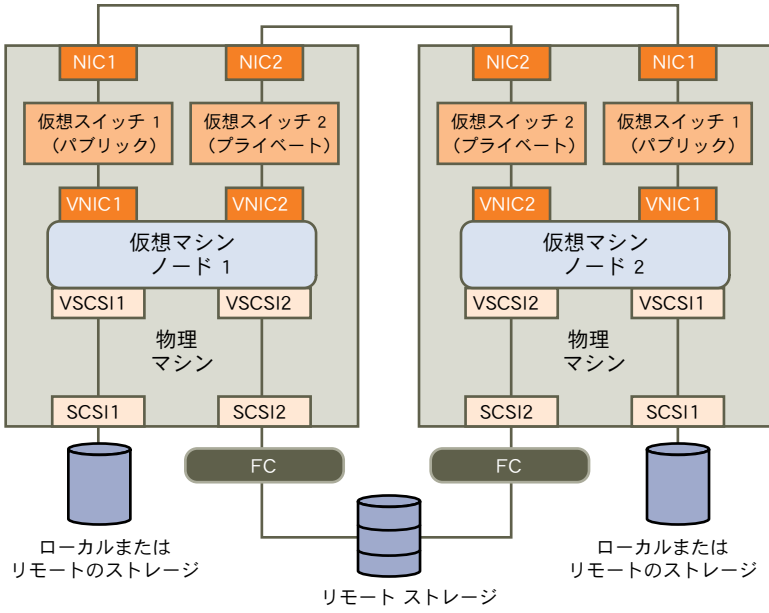 NIC1
NIC2
NIC2
NIC1
仮想スイッチ 1
（パブリック）
仮想スイッチ 2
（プライベート）
仮想スイッチ 2
（プライベート）
仮想スイッチ 1
（パブリック）
VNIC1
VNIC2
VNIC2
VNIC1
仮想マシン
ノード 1
仮想マシン
ノード 2
VSCSI1
VSCSI2
VSCSI2
VSCSI1
物理
マシン
物理
マシン
SCSI1
SCSI2
SCSI2
SCSI1
FC
FC
ローカルまたは
リモートのストレージ
リモート ストレージ
ローカルまたは
リモートのストレージ